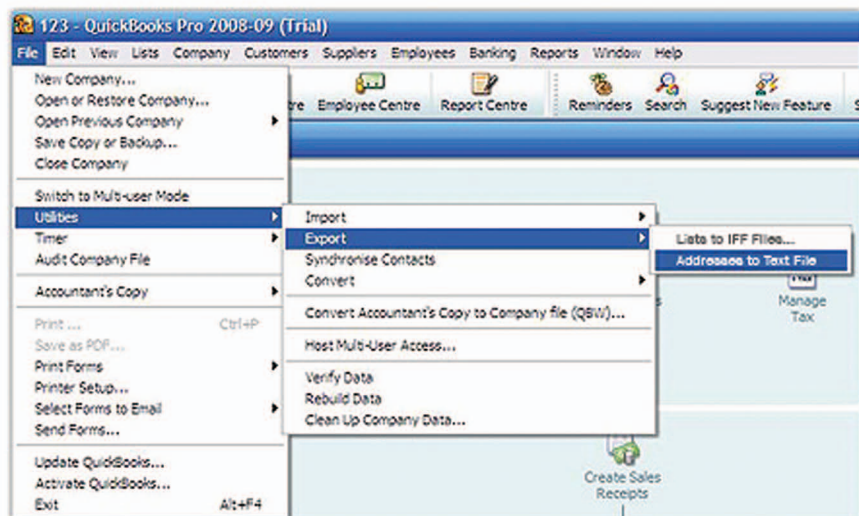 123 - QuickBooks Pro 2008-09 (Trial)
File Edit View Lists Company Customers Suppliers Employees Banking Reports Window Help
New Company...
Open or Restore Company...
Open Previous Company
Save Copy or Backup...
Close Company
Switch to Multi-user Mode
Utilities
Timer
Audit Company File
Accountant's Copy
Print ... Ctrl+P
Save as PDF...
Print Forms
Printer Setup...
Select Forms to Email
Send Forms...
Update QuickBooks...
Activate QuickBooks...
Exit Alt+F4
Employee Centre Report Centre Reminders Search Suggest New Feature
Import
Export
Synchronise Contacts
Convert
Convert Accountant's Copy to Company file (QBW)...
Host Multi-User Access...
Verify Data
Rebuild Data
Clean Up Company Data...
Lists to IFF Files...
Addresses to Text File
Manage
Tax
Create Sales
Receipts